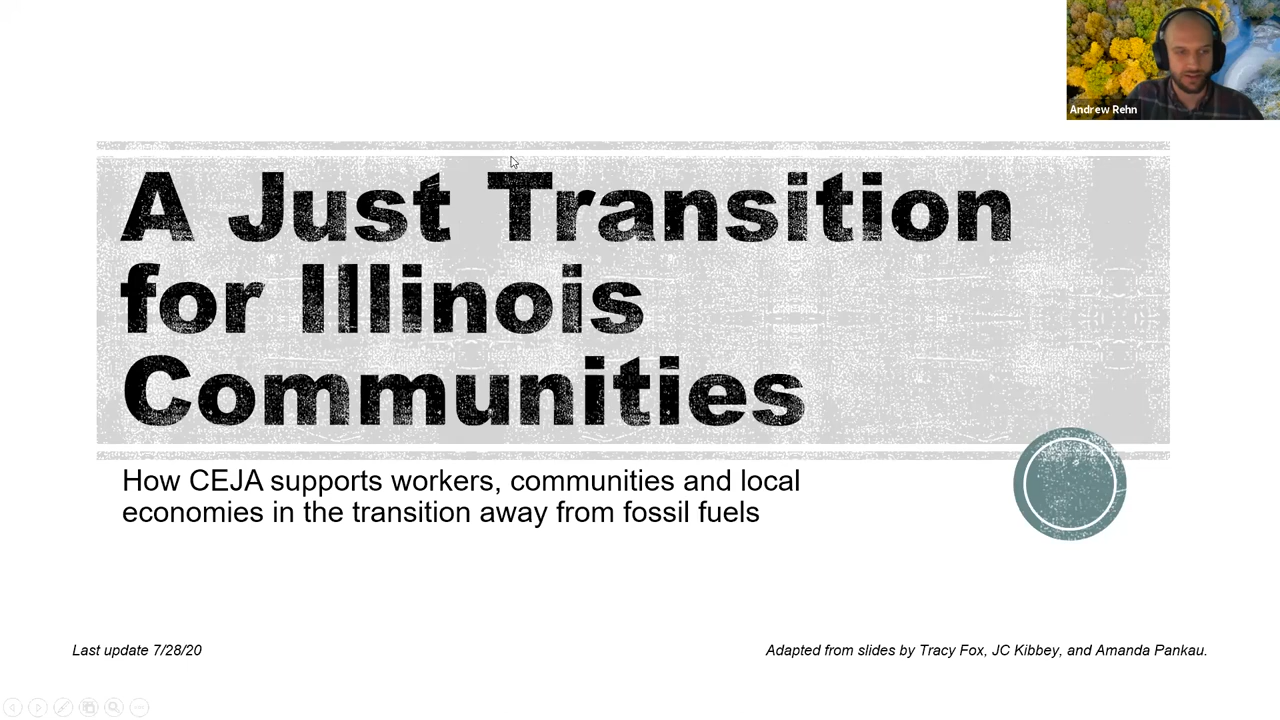 Andrew Rehn
A Just Transition
for Illinois
Communities
How CEJA supports workers, communities and local
economies in the transition away from fossil fuels
Last update 7/28/20
Adapted from slides by Tracy Fox, JC Kibbey, and Amanda Pankau.